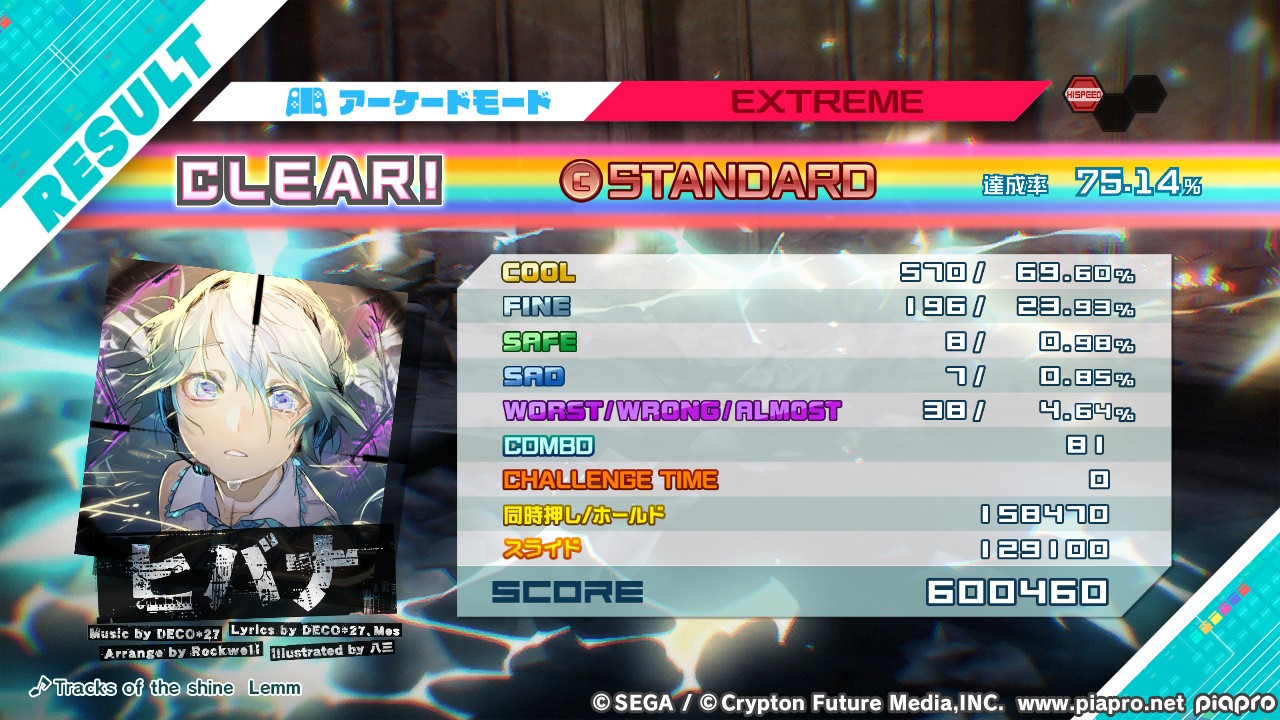 RESULT
アーケードモード EXTREME HISPEED
CLEAR! C STANDARD 達成率 75.14%
COOL 570/ 69.60%
FINE 196/ 23.93%
SAFE 8/ 0.98%
SAD 7/ 0.85%
WORST/WRONG/ALMOST 38/ 4.64%
COMBO 81
CHALLENGE TIME 0
同時押し/ホールド 158470
スライド 129100
SCORE 600460
ヒバナ
Music by DECO*27 Lyrics by DECO*27、Mes
Arrange by Rockwell illustrated by 八三
Tracks of the shine Lemm
©SEGA / ©Crypton Future Media,INC. www.piapro.net piapro